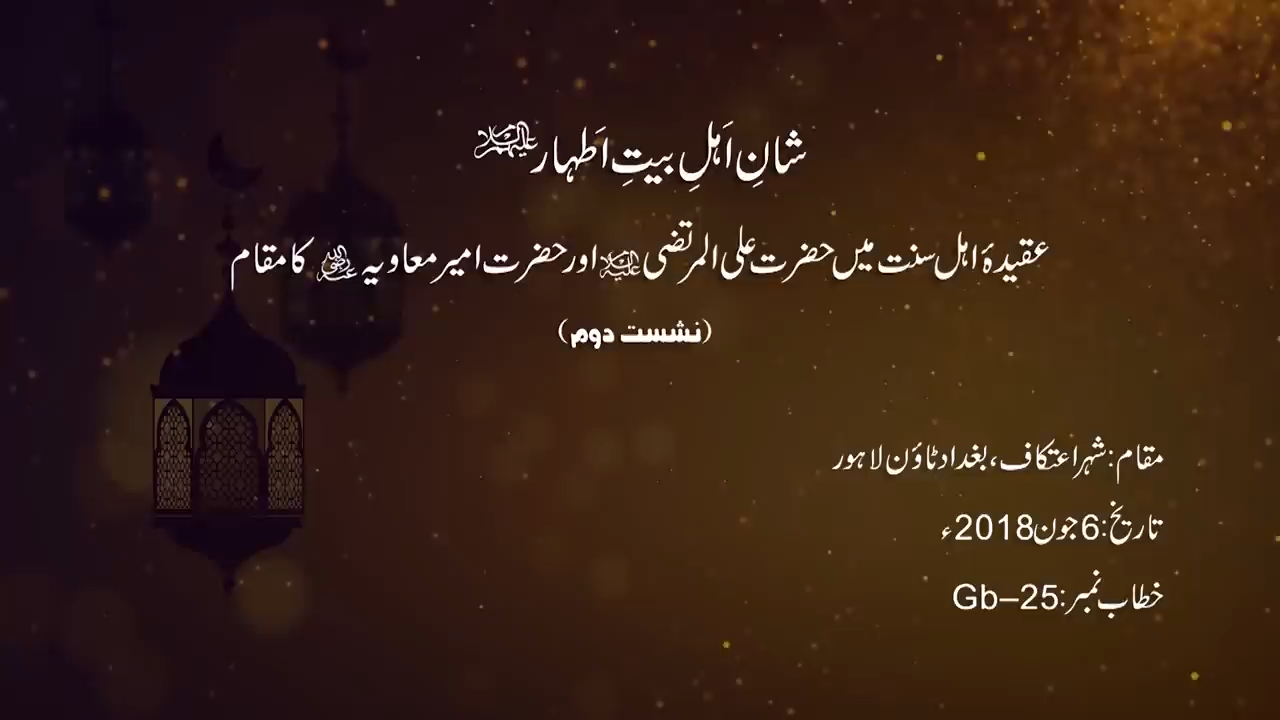 شانِ اَہلِ بیتِ اَطہار علیہم السلام
عقیدۂ اہل سنت میں حضرت علی المرتضی علیہ السلام اور حضرت امیر معاویہ رضی اللہ عنہ کا مقام
(نشست دوم)
مقام: شہر اعتکاف، بغداد ٹاؤن لاہور
تاریخ: 6 جون 2018ء
خطاب نمبر: Gb–25